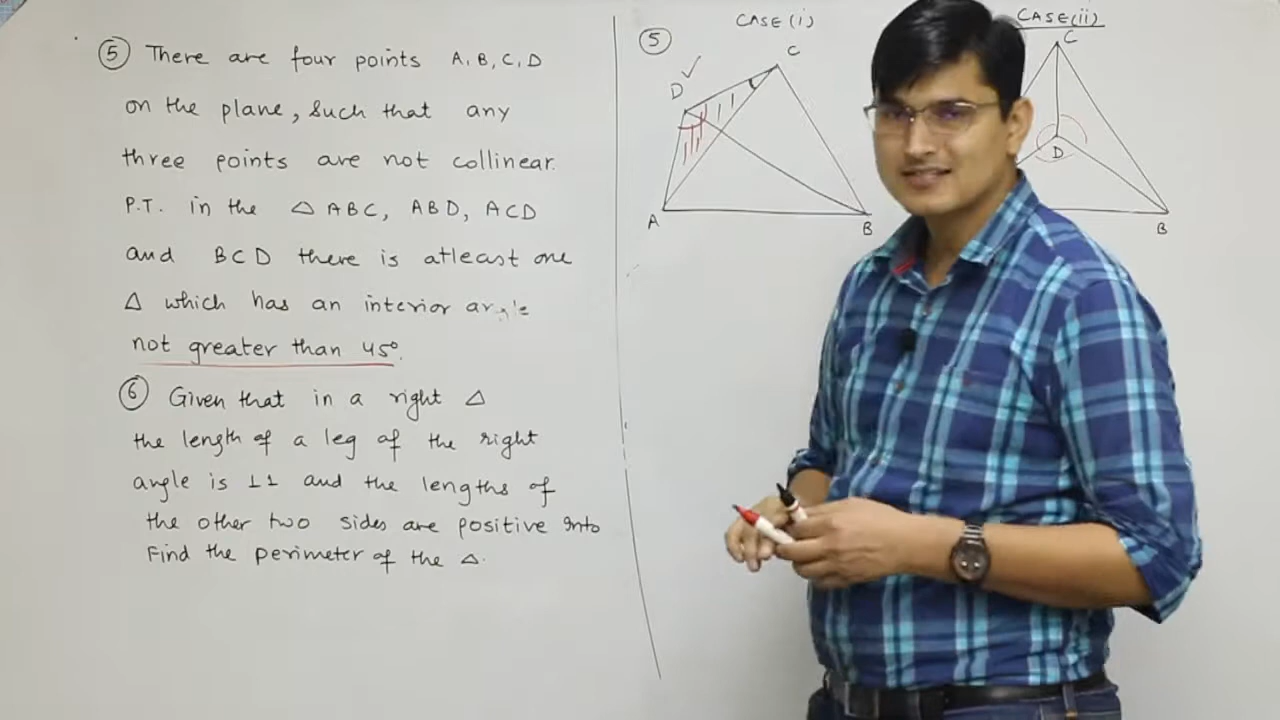 ⑤ There are four points A, B, C, D
on the plane, such that any
three points are not collinear.
P.T. in the △ ABC, ABD, ACD
and BCD there is atleast one
△ which has an interior angle
not greater than 45°.
⑥ Given that in a right △
the length of a leg of the right
angle is 11 and the lengths of
the other two sides are positive Into
Find the perimeter of the △.
⑤ CASE (i)
D ✓
C
A
B
CASE (ii)
C
D
B